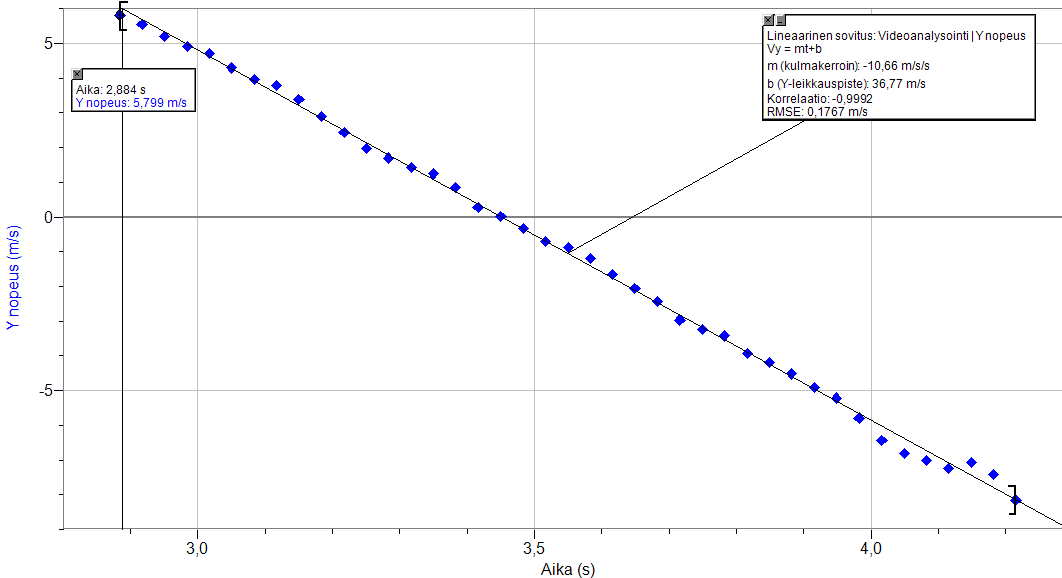 5
0
-5
Y nopeus (m/s)
Aika: 2,884 s
Y nopeus: 5,799 m/s
Lineaarinen sovitus: Videoanalysointi | Y nopeus
Vy = mt+b
m (kulmakerroin): -10,66 m/s/s
b (Y-leikkauspiste): 36,77 m/s
Korrelaatio: -0,9992
RMSE: 0,1767 m/s
3,0
3,5
4,0
Aika (s)